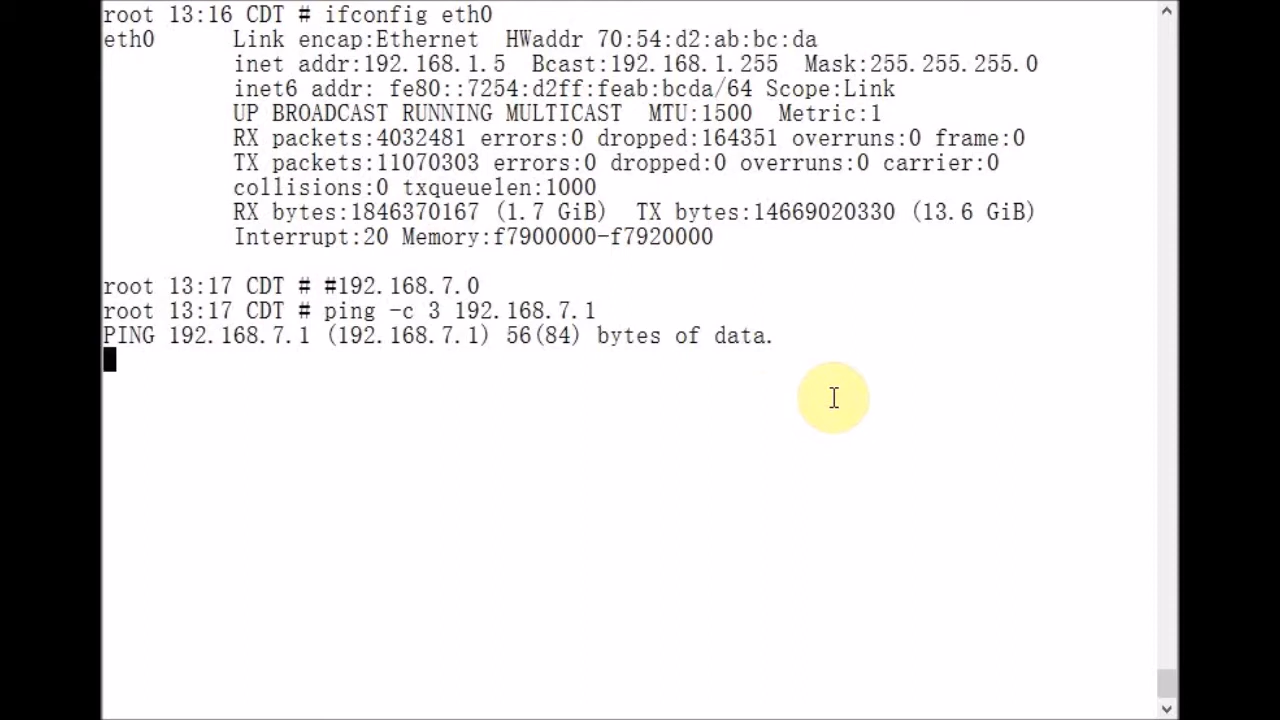 root 13:16 CDT # ifconfig eth0
eth0      Link encap:Ethernet  HWaddr 70:54:d2:ab:bc:da
          inet addr:192.168.1.5  Bcast:192.168.1.255  Mask:255.255.255.0
          inet6 addr: fe80::7254:d2ff:feab:bcda/64 Scope:Link
          UP BROADCAST RUNNING MULTICAST  MTU:1500  Metric:1
          RX packets:4032481 errors:0 dropped:164351 overruns:0 frame:0
          TX packets:11070303 errors:0 dropped:0 overruns:0 carrier:0
          collisions:0 txqueuelen:1000
          RX bytes:1846370167 (1.7 GiB)  TX bytes:14669020330 (13.6 GiB)
          Interrupt:20 Memory:f7900000-f7920000
root 13:17 CDT # #192.168.7.0
root 13:17 CDT # ping -c 3 192.168.7.1
PING 192.168.7.1 (192.168.7.1) 56(84) bytes of data.